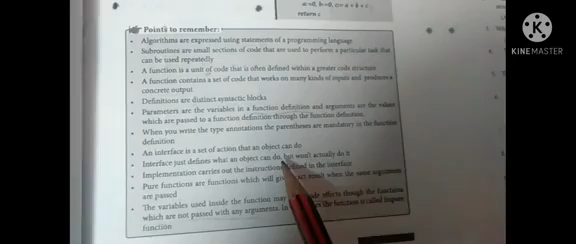 a:=0, b:=0, c:= a + b +
return c
Points to remember:
• Algorithms are expressed using statements of a programming language
• Subroutines are small sections of code that are used to perform a particular task that
can be used repeatedly
• A function is a unit of code that is often defined within a greater code structure
• A function contains a set of code that works on many kinds of inputs and produces a
concrete output
• Definitions are distinct syntactic blocks
• Parameters are the variables in a function definition and arguments are the values
which are passed to a function definition through the function definition.
• When you write the type annotations the parentheses are mandatory in the function
definition
• An interface is a set of action that an object can do
• Interface just defines what an object can do, but won't actually do it
• Implementation carries out the instructions defined in the interface
• Pure functions are functions which will give exact result when the same arguments
are passed
• The variables used inside the function may side effects though the functions
which are not passed with any arguments. In the function is called impure
function
KINEMASTER